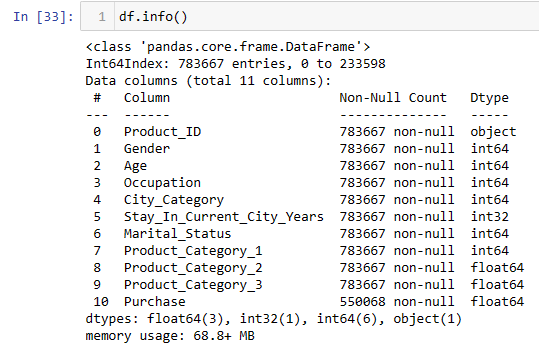 In [33]: 1 df.info()
<class 'pandas.core.frame.DataFrame'>
Int64Index: 783667 entries, 0 to 233598
Data columns (total 11 columns):
 #   Column                      Non-Null Count   Dtype
---  ------                      --------------   -----
 0   Product_ID                  783667 non-null  object
 1   Gender                      783667 non-null  int64
 2   Age                         783667 non-null  int64
 3   Occupation                  783667 non-null  int64
 4   City_Category               783667 non-null  int64
 5   Stay_In_Current_City_Years  783667 non-null  int32
 6   Marital_Status              783667 non-null  int64
 7   Product_Category_1          783667 non-null  int64
 8   Product_Category_2          783667 non-null  float64
 9   Product_Category_3          783667 non-null  float64
 10  Purchase                    550068 non-null  float64
dtypes: float64(3), int32(1), int64(6), object(1)
memory usage: 68.8+ MB